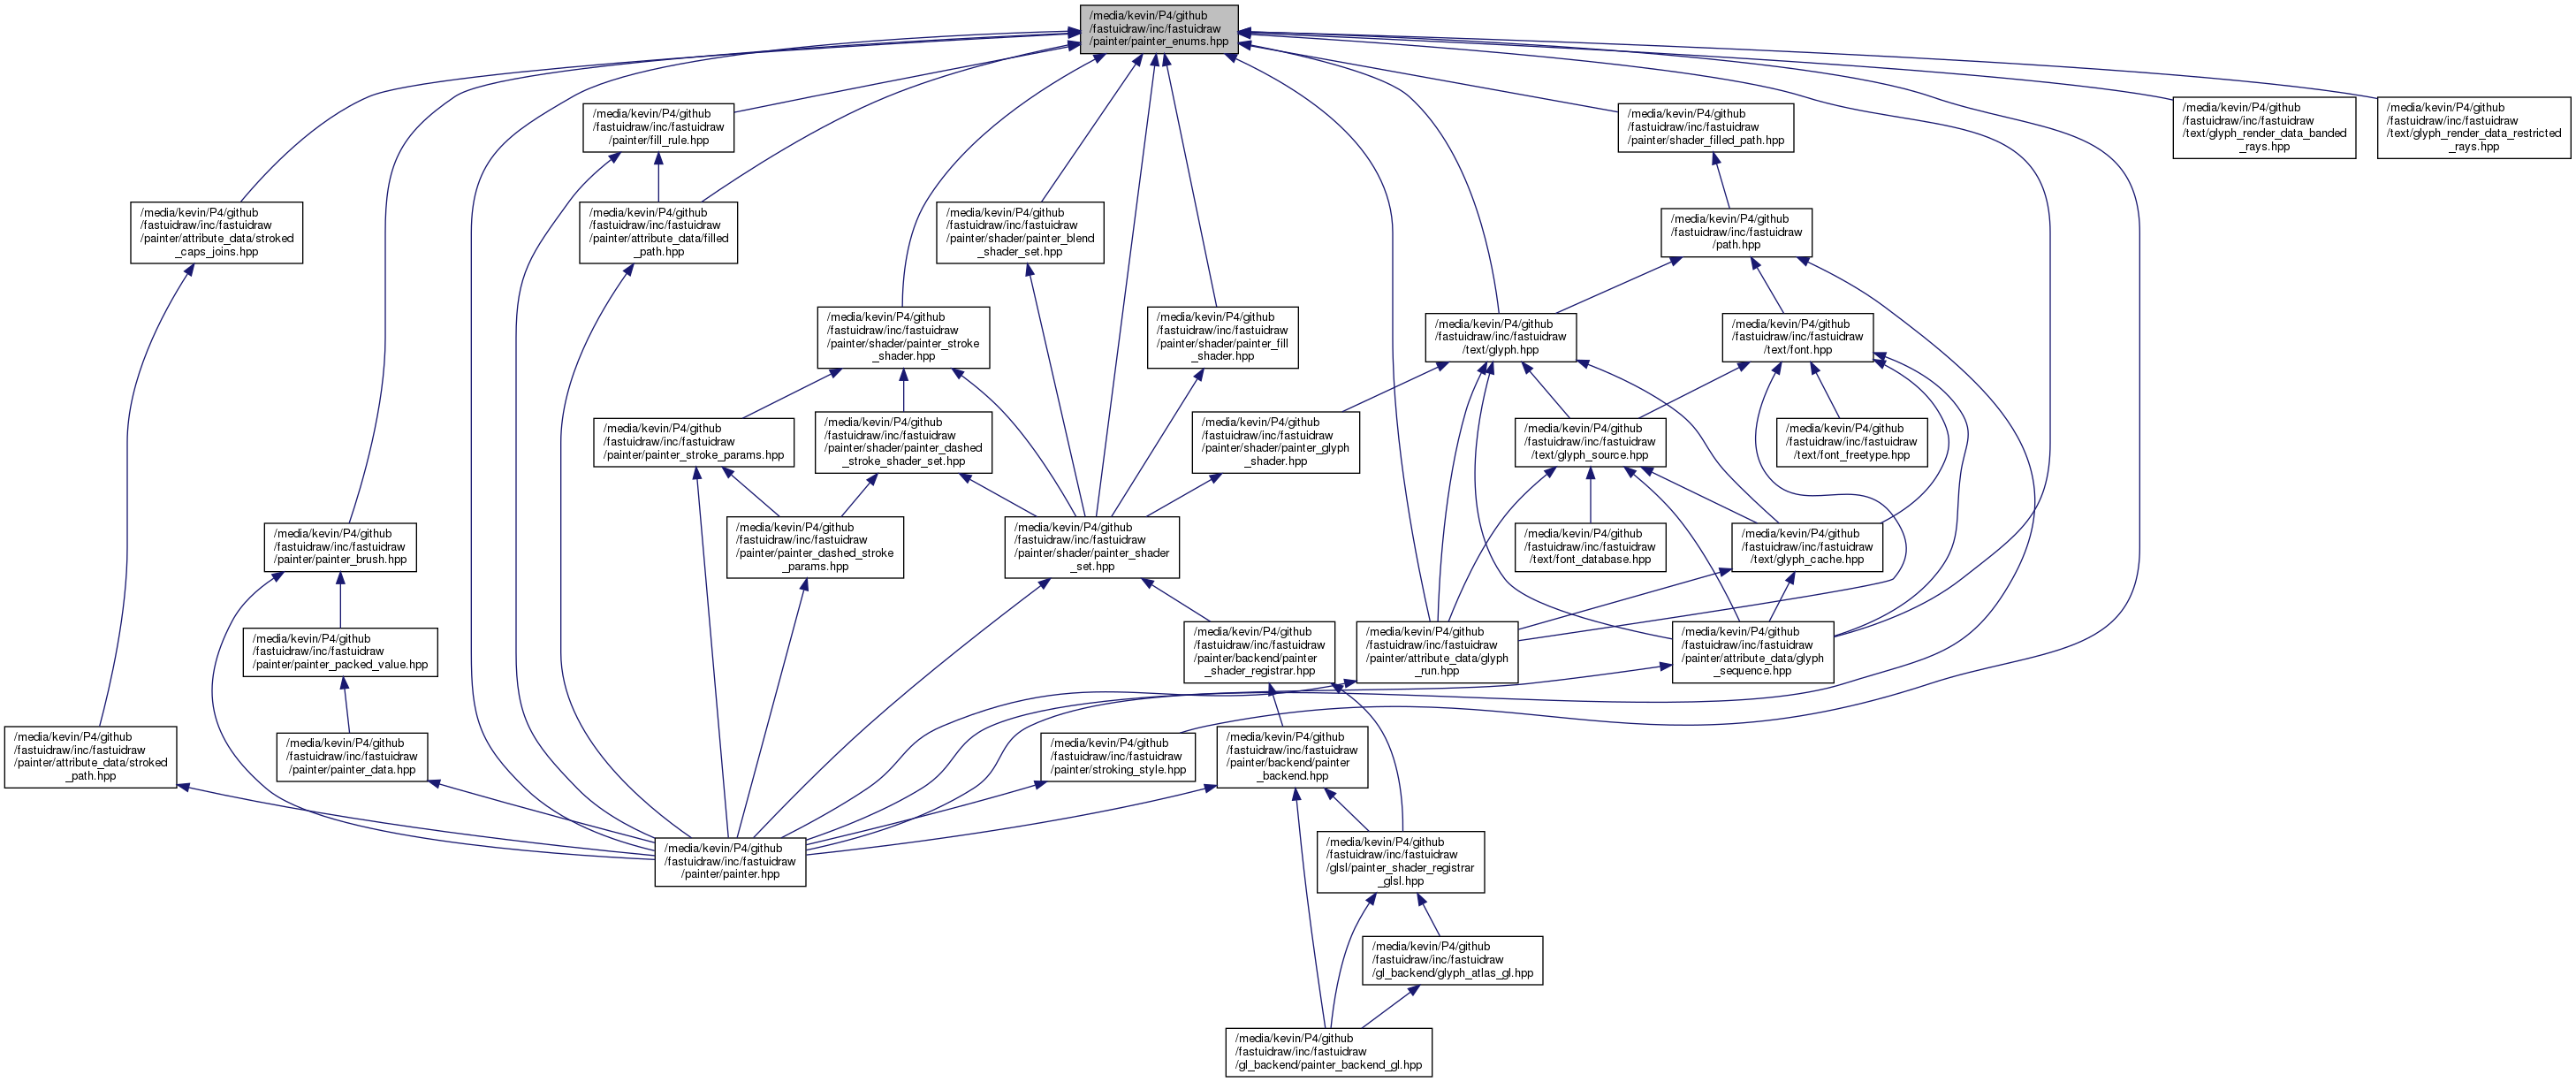 /media/kevin/P4/github
/fastuidraw/inc/fastuidraw
/painter/painter_enums.hpp
/media/kevin/P4/github
/fastuidraw/inc/fastuidraw
/painter/fill_rule.hpp
/media/kevin/P4/github
/fastuidraw/inc/fastuidraw
/painter/shader_filled_path.hpp
/media/kevin/P4/github
/fastuidraw/inc/fastuidraw
/text/glyph_render_data_banded
_rays.hpp
/media/kevin/P4/github
/fastuidraw/inc/fastuidraw
/text/glyph_render_data_restricted
_rays.hpp
/media/kevin/P4/github
/fastuidraw/inc/fastuidraw
/painter/attribute_data/stroked
_caps_joins.hpp
/media/kevin/P4/github
/fastuidraw/inc/fastuidraw
/painter/attribute_data/filled
_path.hpp
/media/kevin/P4/github
/fastuidraw/inc/fastuidraw
/painter/shader/painter_blend
_shader_set.hpp
/media/kevin/P4/github
/fastuidraw/inc/fastuidraw
/path.hpp
/media/kevin/P4/github
/fastuidraw/inc/fastuidraw
/painter/shader/painter_stroke
_shader.hpp
/media/kevin/P4/github
/fastuidraw/inc/fastuidraw
/painter/shader/painter_fill
_shader.hpp
/media/kevin/P4/github
/fastuidraw/inc/fastuidraw
/text/glyph.hpp
/media/kevin/P4/github
/fastuidraw/inc/fastuidraw
/text/font.hpp
/media/kevin/P4/github
/fastuidraw/inc/fastuidraw
/painter/painter_stroke_params.hpp
/media/kevin/P4/github
/fastuidraw/inc/fastuidraw
/painter/shader/painter_dashed
_stroke_shader_set.hpp
/media/kevin/P4/github
/fastuidraw/inc/fastuidraw
/painter/shader/painter_glyph
_shader.hpp
/media/kevin/P4/github
/fastuidraw/inc/fastuidraw
/text/glyph_source.hpp
/media/kevin/P4/github
/fastuidraw/inc/fastuidraw
/text/font_freetype.hpp
/media/kevin/P4/github
/fastuidraw/inc/fastuidraw
/painter/painter_brush.hpp
/media/kevin/P4/github
/fastuidraw/inc/fastuidraw
/painter/painter_dashed_stroke
_params.hpp
/media/kevin/P4/github
/fastuidraw/inc/fastuidraw
/painter/shader/painter_shader
_set.hpp
/media/kevin/P4/github
/fastuidraw/inc/fastuidraw
/text/font_database.hpp
/media/kevin/P4/github
/fastuidraw/inc/fastuidraw
/text/glyph_cache.hpp
/media/kevin/P4/github
/fastuidraw/inc/fastuidraw
/painter/painter_packed_value.hpp
/media/kevin/P4/github
/fastuidraw/inc/fastuidraw
/painter/backend/painter
_shader_registrar.hpp
/media/kevin/P4/github
/fastuidraw/inc/fastuidraw
/painter/attribute_data/glyph
_run.hpp
/media/kevin/P4/github
/fastuidraw/inc/fastuidraw
/painter/attribute_data/glyph
_sequence.hpp
/media/kevin/P4/github
/fastuidraw/inc/fastuidraw
/painter/attribute_data/stroked
_path.hpp
/media/kevin/P4/github
/fastuidraw/inc/fastuidraw
/painter/painter_data.hpp
/media/kevin/P4/github
/fastuidraw/inc/fastuidraw
/painter/stroking_style.hpp
/media/kevin/P4/github
/fastuidraw/inc/fastuidraw
/painter/backend/painter
_backend.hpp
/media/kevin/P4/github
/fastuidraw/inc/fastuidraw
/painter/painter.hpp
/media/kevin/P4/github
/fastuidraw/inc/fastuidraw
/glsl/painter_shader_registrar
_glsl.hpp
/media/kevin/P4/github
/fastuidraw/inc/fastuidraw
/gl_backend/glyph_atlas_gl.hpp
/media/kevin/P4/github
/fastuidraw/inc/fastuidraw
/gl_backend/painter_backend_gl.hpp